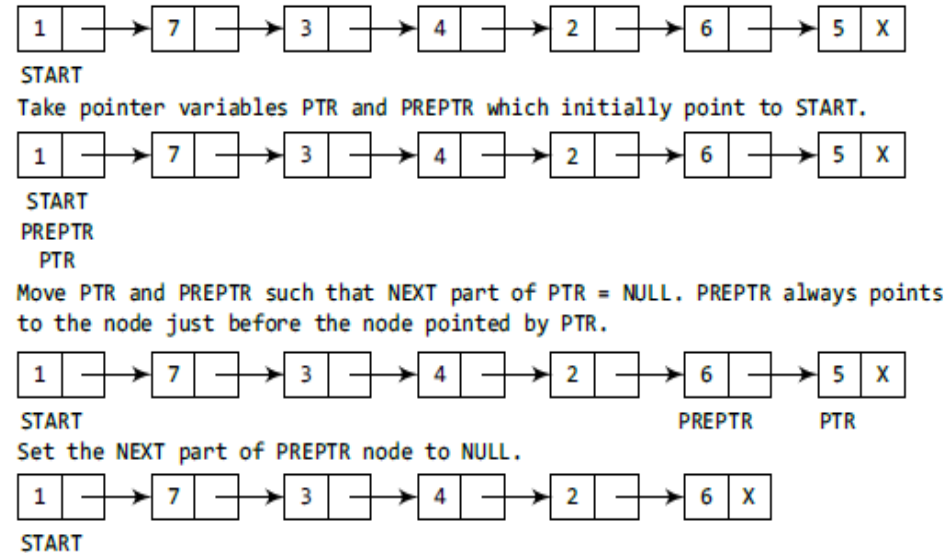 1 7 3 4 2 6 5 X
START
Take pointer variables PTR and PREPTR which initially point to START.
1 7 3 4 2 6 5 X
START
PREPTR
PTR
Move PTR and PREPTR such that NEXT part of PTR = NULL. PREPTR always points
to the node just before the node pointed by PTR.
1 7 3 4 2 6 5 X
START PREPTR PTR
Set the NEXT part of PREPTR node to NULL.
1 7 3 4 2 6 X
START